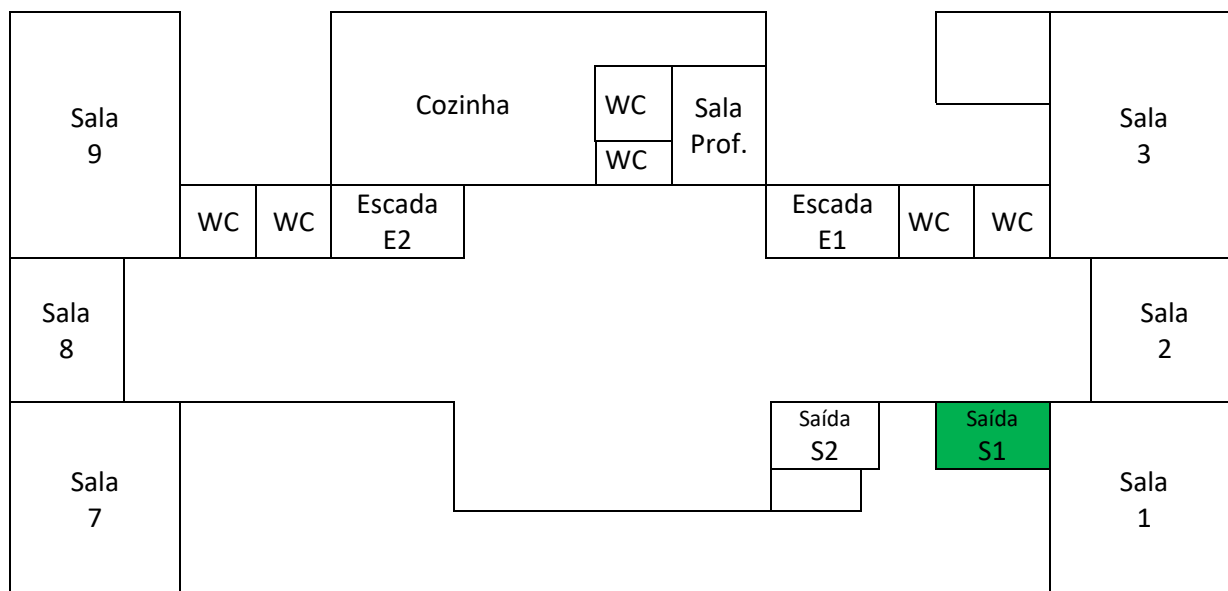 Sala
9
Cozinha
WC
WC
Sala
Prof.
Sala
3
WC
WC
Escada
E2
Escada
E1
WC
WC
Sala
8
Sala
2
Sala
7
Saída
S2
Saída
S1
Sala
1